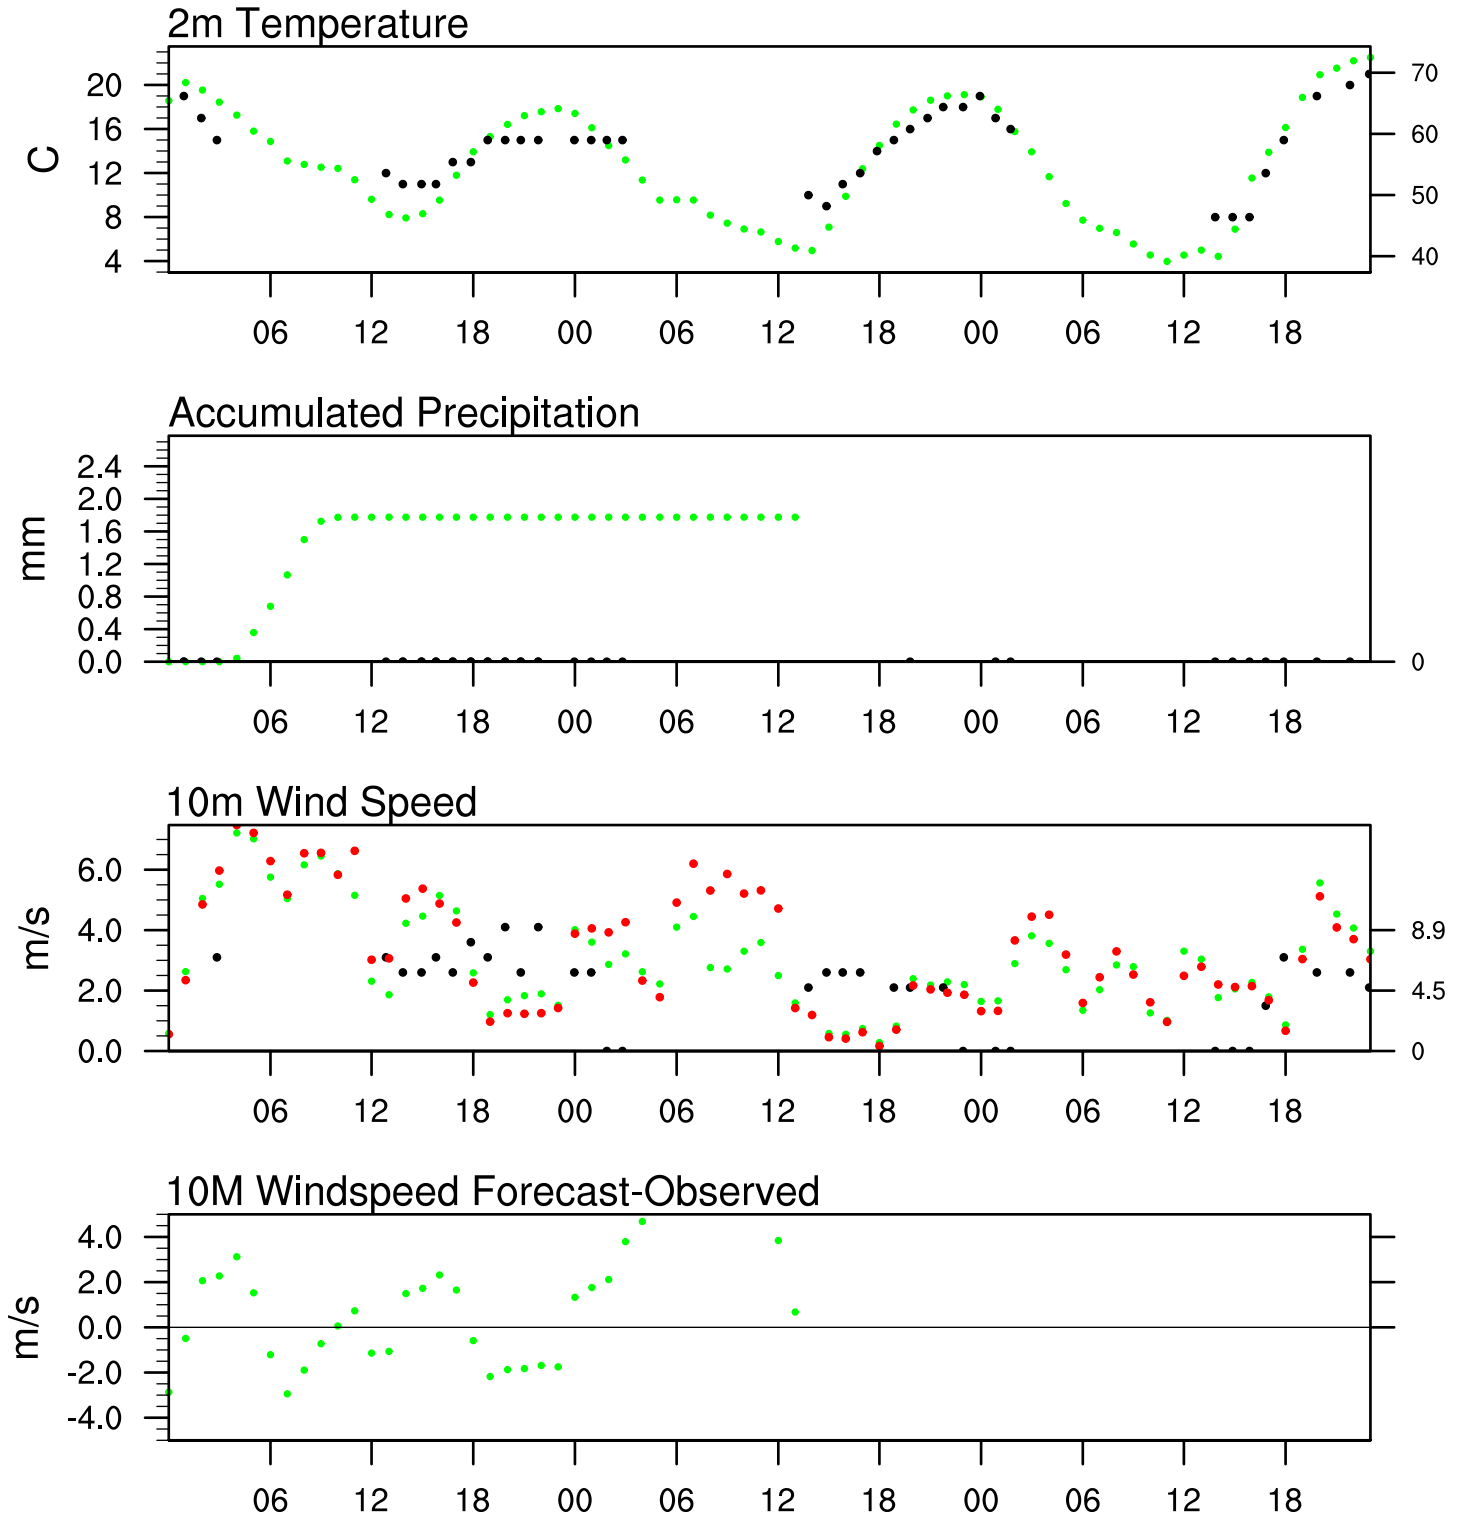 2m Temperature
C
20
16
12
8
4
70
60
50
40
06 12 18 00 06 12 18 00 06 12 18
Accumulated Precipitation
mm
2.4
2.0
1.6
1.2
0.8
0.4
0.0
0
06 12 18 00 06 12 18 00 06 12 18
10m Wind Speed
m/s
6.0
4.0
2.0
0.0
8.9
4.5
0
06 12 18 00 06 12 18 00 06 12 18
10M Windspeed Forecast-Observed
m/s
4.0
2.0
0.0
-2.0
-4.0
06 12 18 00 06 12 18 00 06 12 18